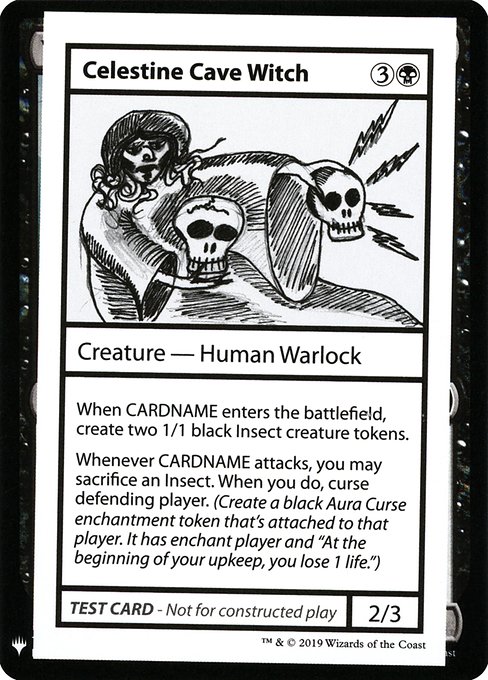 Celestine Cave Witch 3
Creature — Human Warlock
When CARDNAME enters the battlefield,
create two 1/1 black Insect creature tokens.
Whenever CARDNAME attacks, you may
sacrifice an Insect. When you do, curse
defending player. (Create a black Aura Curse
enchantment token that's attached to that
player. It has enchant player and “At the
beginning of your upkeep, you lose 1 life.”)
TEST CARD - Not for constructed play 2/3
™ & © 2019 Wizards of the Coast